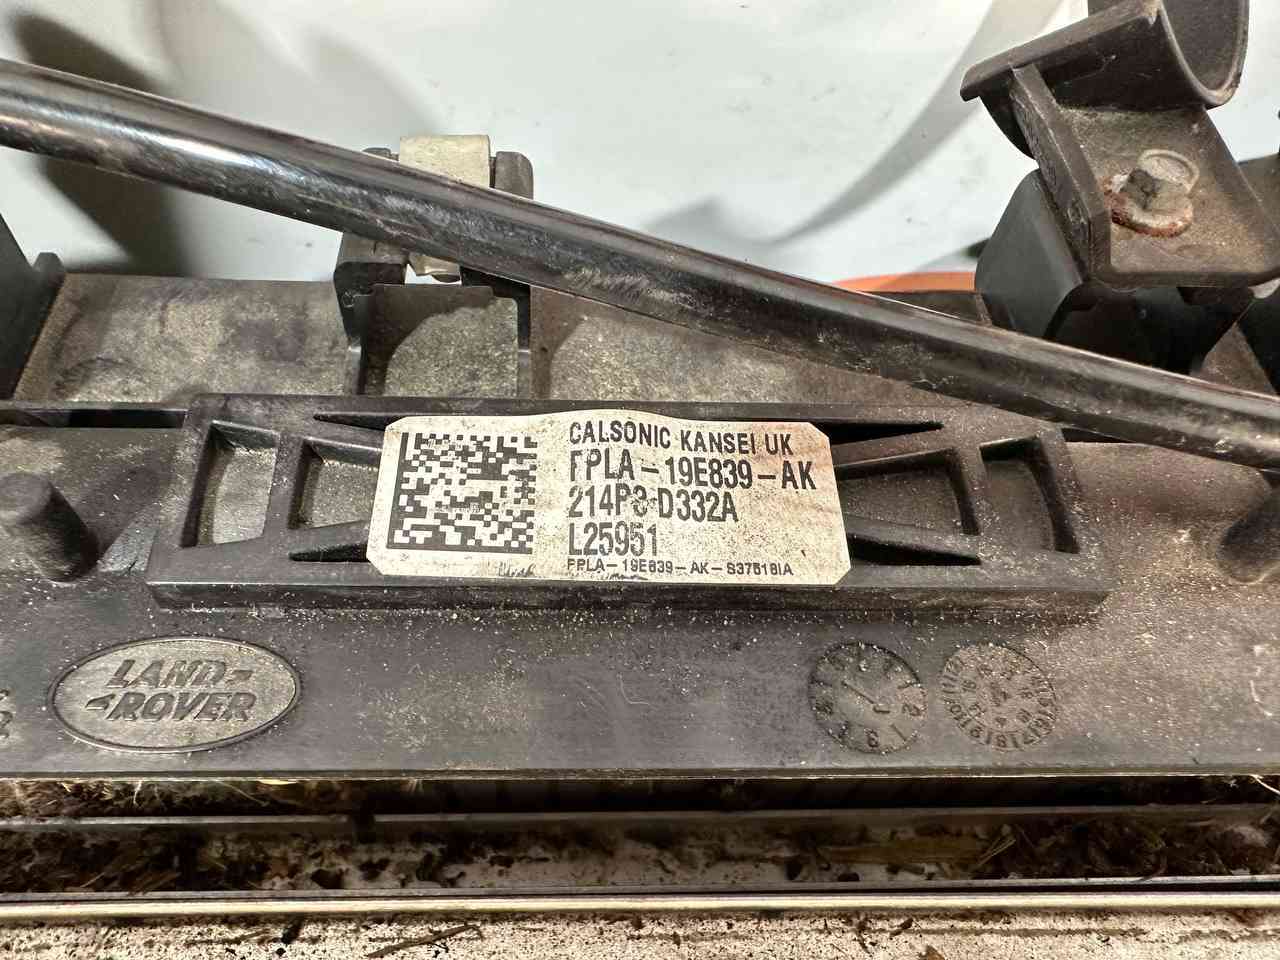 CALSONIC KANSEI UK
FPLA-19E839-AK
214P3-D332A
L25951
FPLA-19E839-AK-S37518IA
LAND-
-ROVER